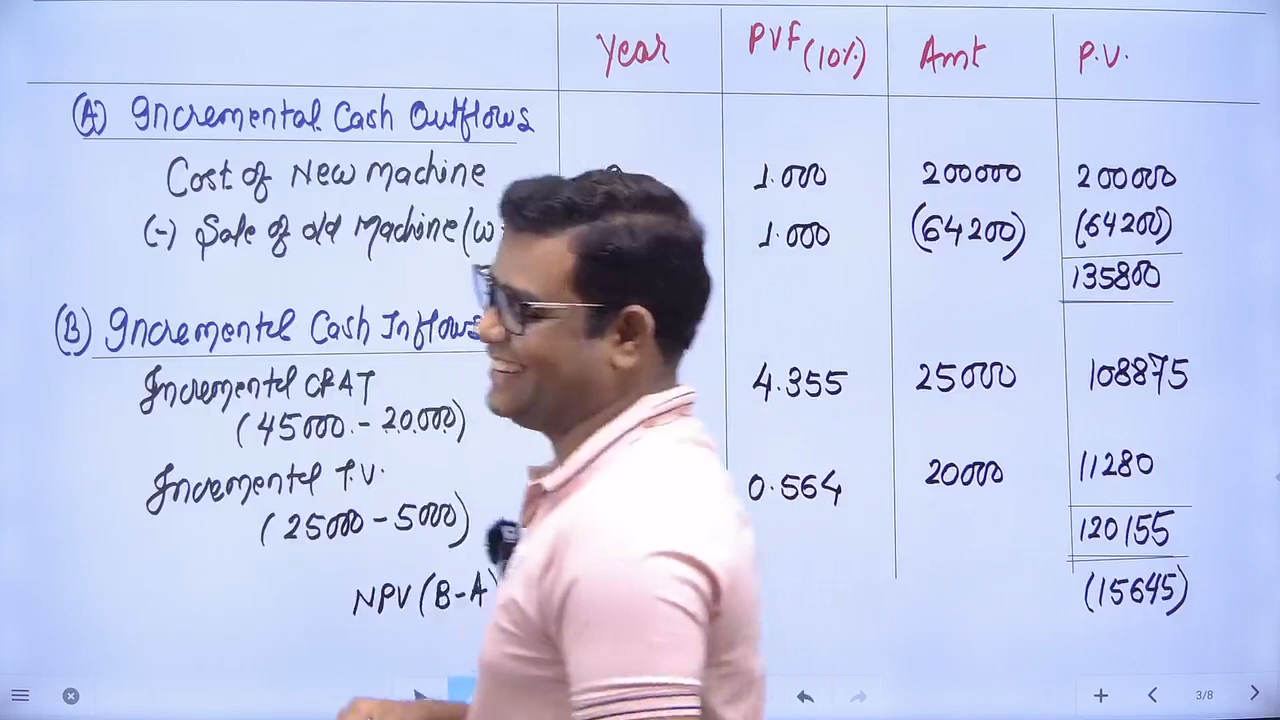 Year PVF (10%) Amt P.V.
(A) Incremental Cash Outflows
Cost of New Machine 1.000 200000 200000
(-) Sale of old Machine (W 1.000 (64200) (64200)
135800
(B) Incremental Cash Inflows
Incremental CFAT 4.355 25000 108875
(45000 - 20,000)
Incremental T.V. 0.564 20000 11280
(25000 - 5000)
120155
NPV (B-A) (15645)
3/8